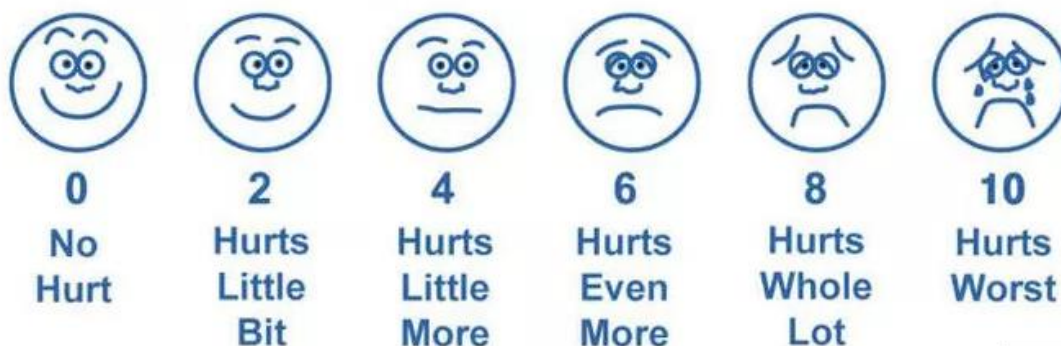 0 2 4 6 8 10
No Hurts Hurts Hurts Hurts Hurts
Hurt Little Little Even Whole Worst
Bit More More Lot